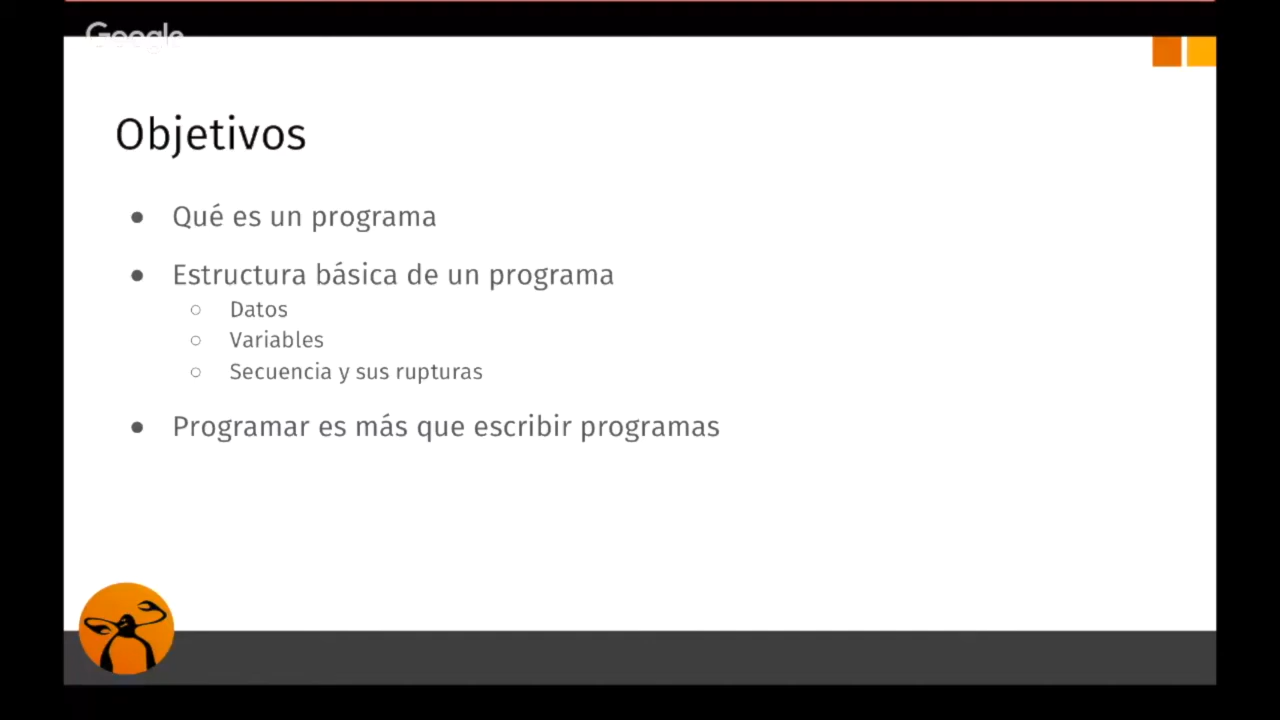 Google
Objetivos
● Qué es un programa
● Estructura básica de un programa
○ Datos
○ Variables
○ Secuencia y sus rupturas
● Programar es más que escribir programas